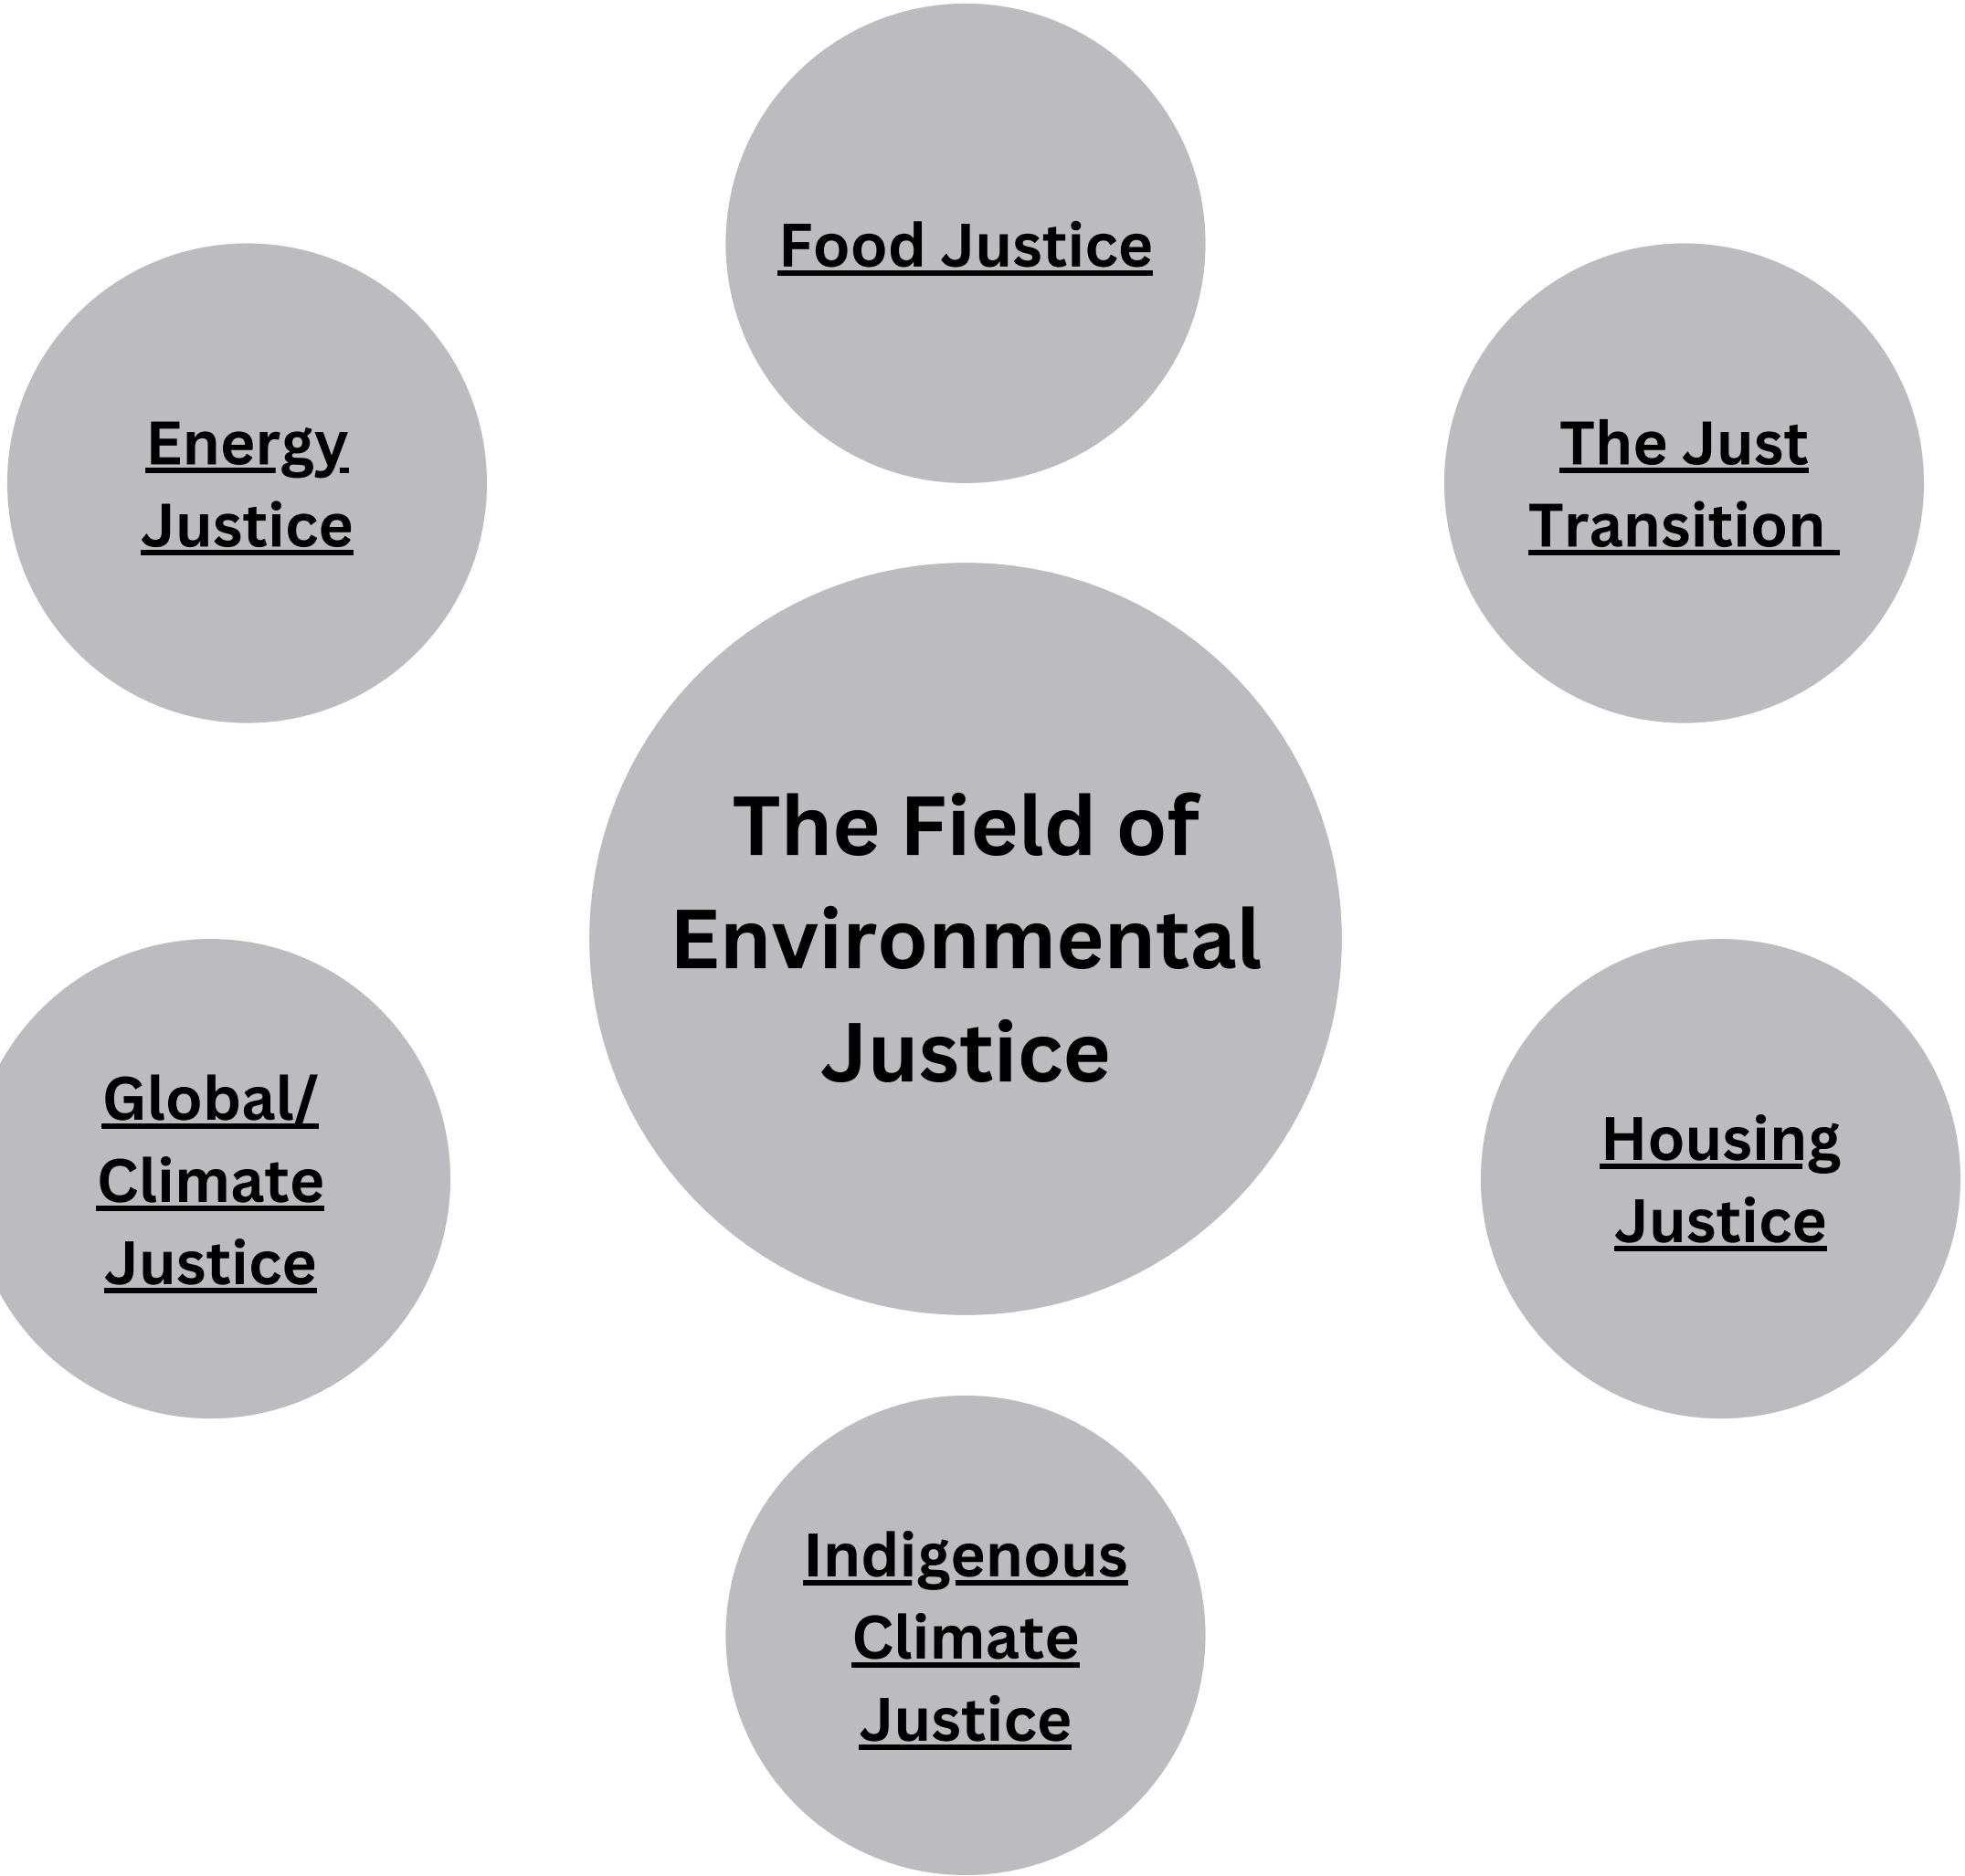 Food Justice
Energy
Justice
The Just
Transition
The Field of
Environmental
Justice
Global/
Climate
Justice
Housing
Justice
Indigenous
Climate
Justice